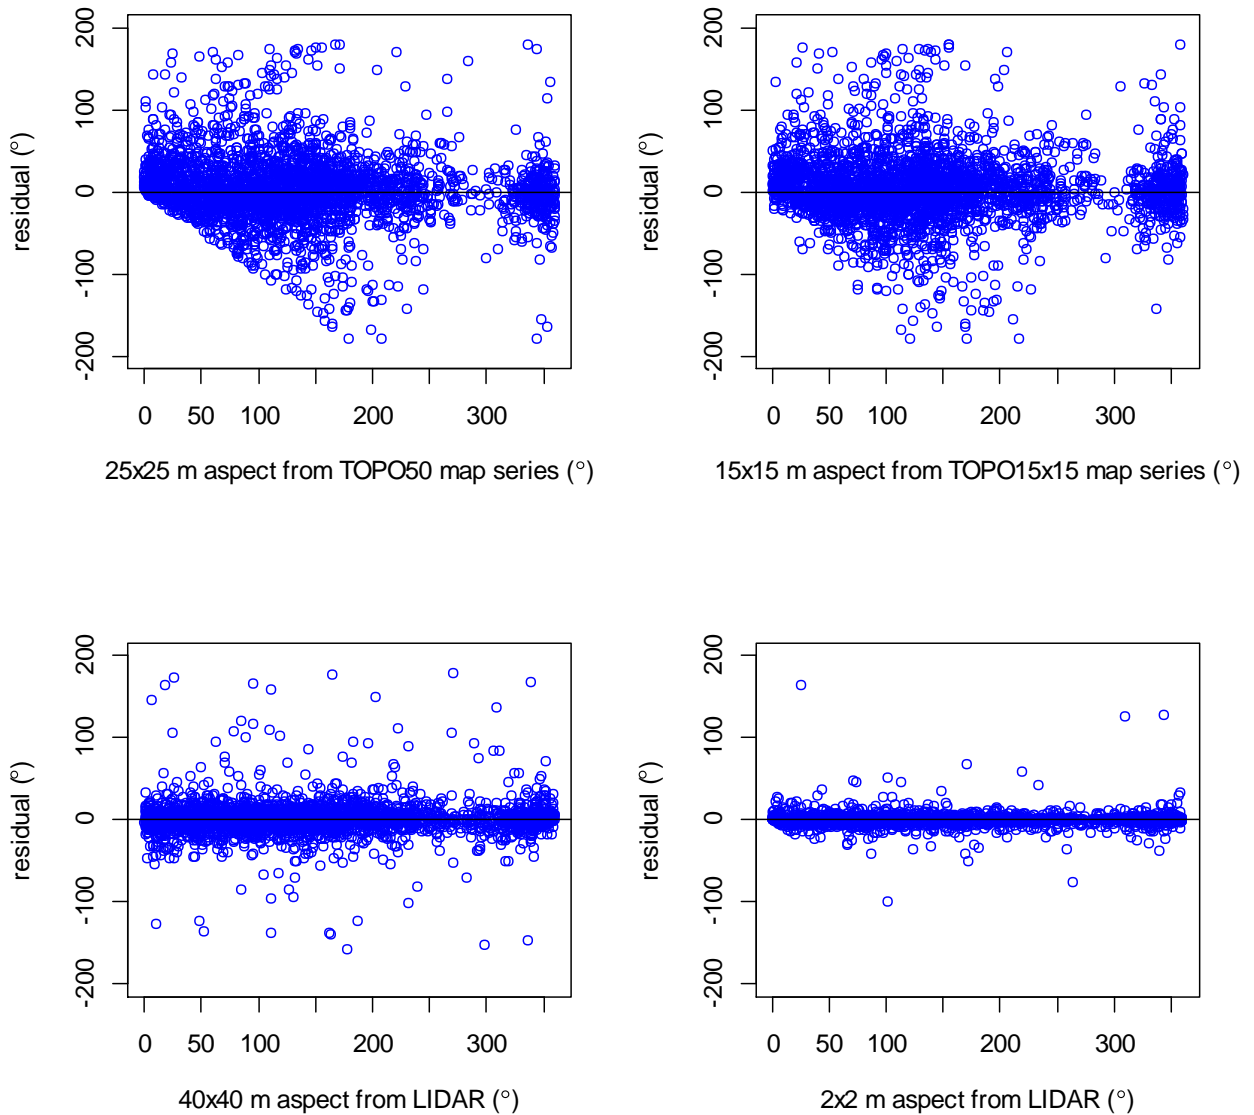 200
100
0
-100
-200
residual (°)
0 50 100 200 300
25x25 m aspect from TOPO50 map series (°)
200
100
0
-100
-200
residual (°)
0 50 100 200 300
15x15 m aspect from TOPO15x15 map series (°)
200
100
0
-100
-200
residual (°)
0 50 100 200 300
40x40 m aspect from LIDAR (°)
200
100
0
-100
-200
residual (°)
0 50 100 200 300
2x2 m aspect from LIDAR (°)